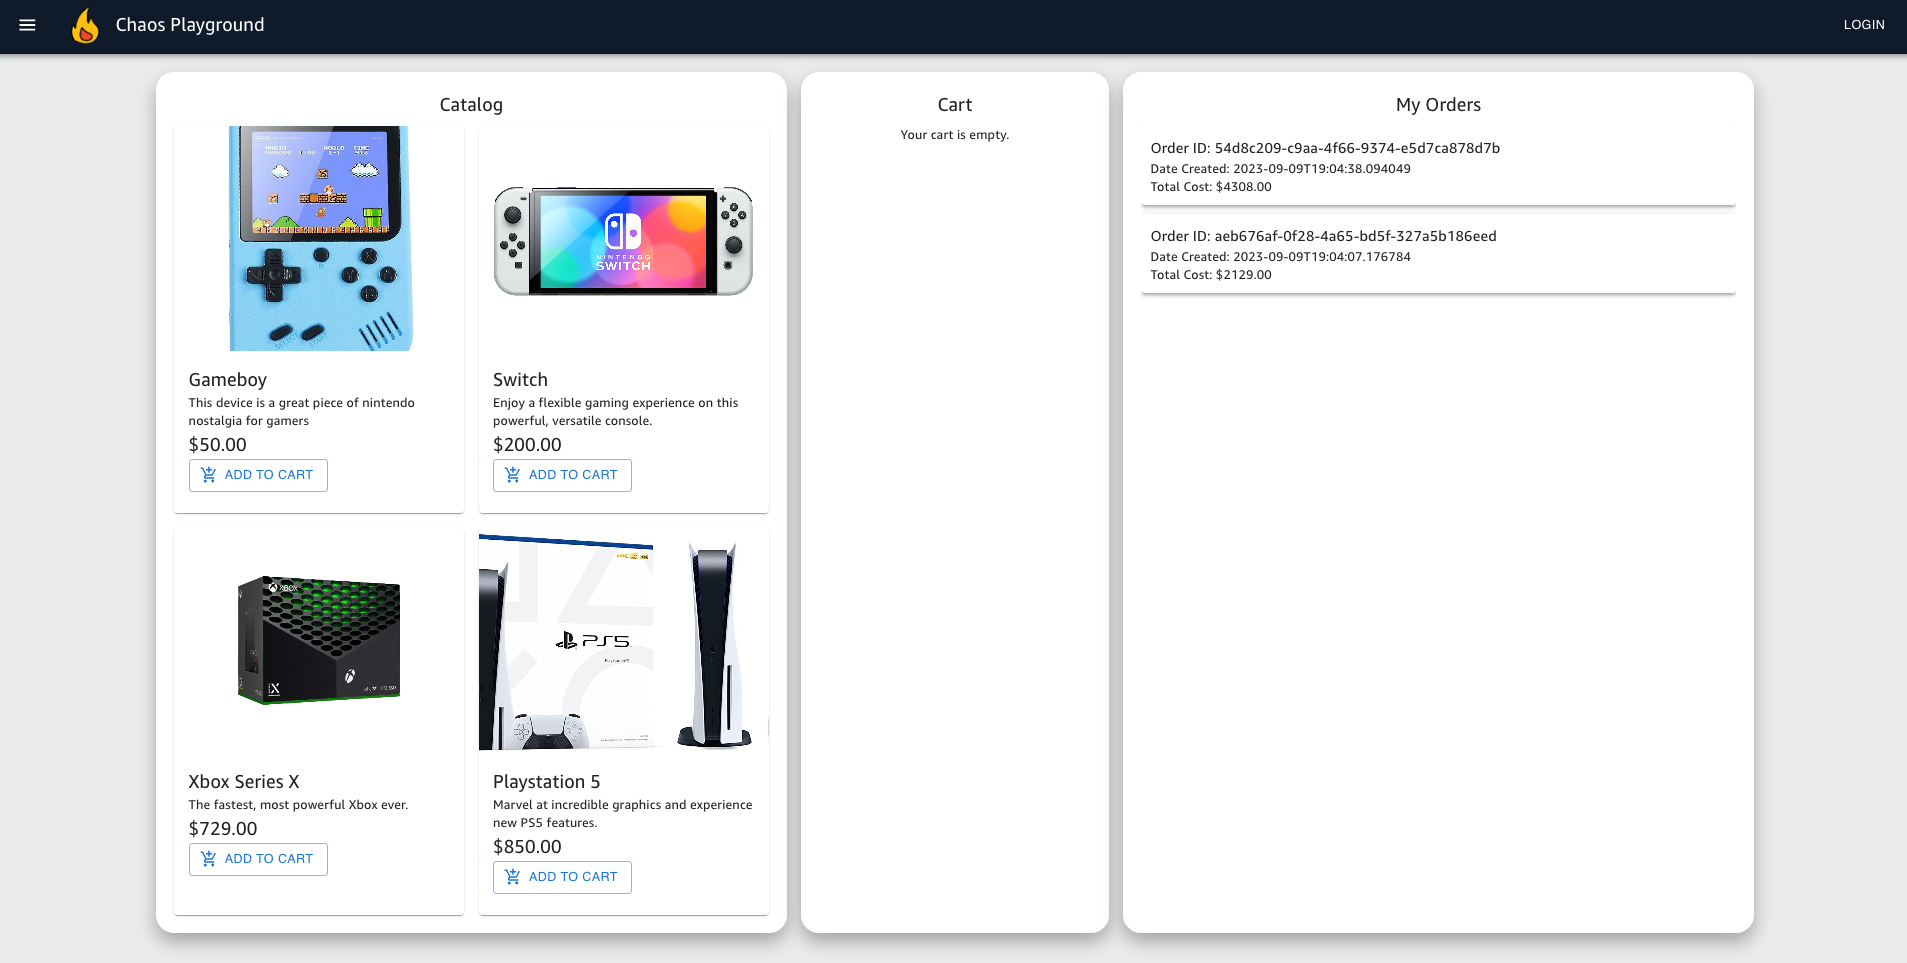 Chaos Playground
LOGIN
Catalog
MARIO WORLD TIME
1-1
NINTENDO
SWITCH
Gameboy
This device is a great piece of nintendo
nostalgia for gamers
$50.00
ADD TO CART
Switch
Enjoy a flexible gaming experience on this
powerful, versatile console.
$200.00
ADD TO CART
XBOX
PS5
Xbox Series X
The fastest, most powerful Xbox ever.
$729.00
ADD TO CART
Playstation 5
Marvel at incredible graphics and experience
new PS5 features.
$850.00
ADD TO CART
Cart
Your cart is empty.
My Orders
Order ID: 54d8c209-c9aa-4f66-9374-e5d7ca878d7b
Date Created: 2023-09-09T19:04:38.094049
Total Cost: $4308.00
Order ID: aeb676af-0f28-4a65-bd5f-327a5b186eed
Date Created: 2023-09-09T19:04:07.176784
Total Cost: $2129.00